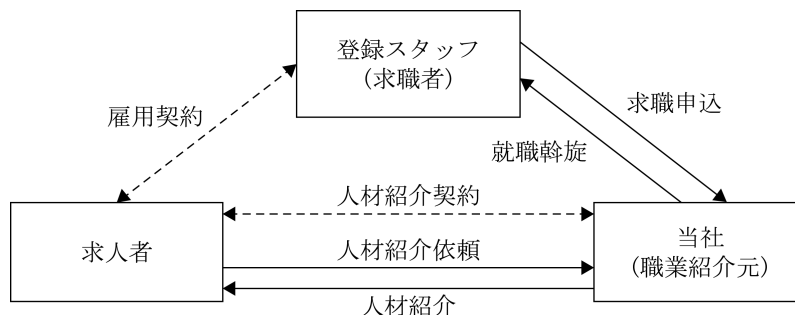 登録スタッフ
（求職者）
雇用契約
求職申込
就職斡旋
人材紹介契約
求人者
人材紹介依頼
当社
（職業紹介元）
人材紹介